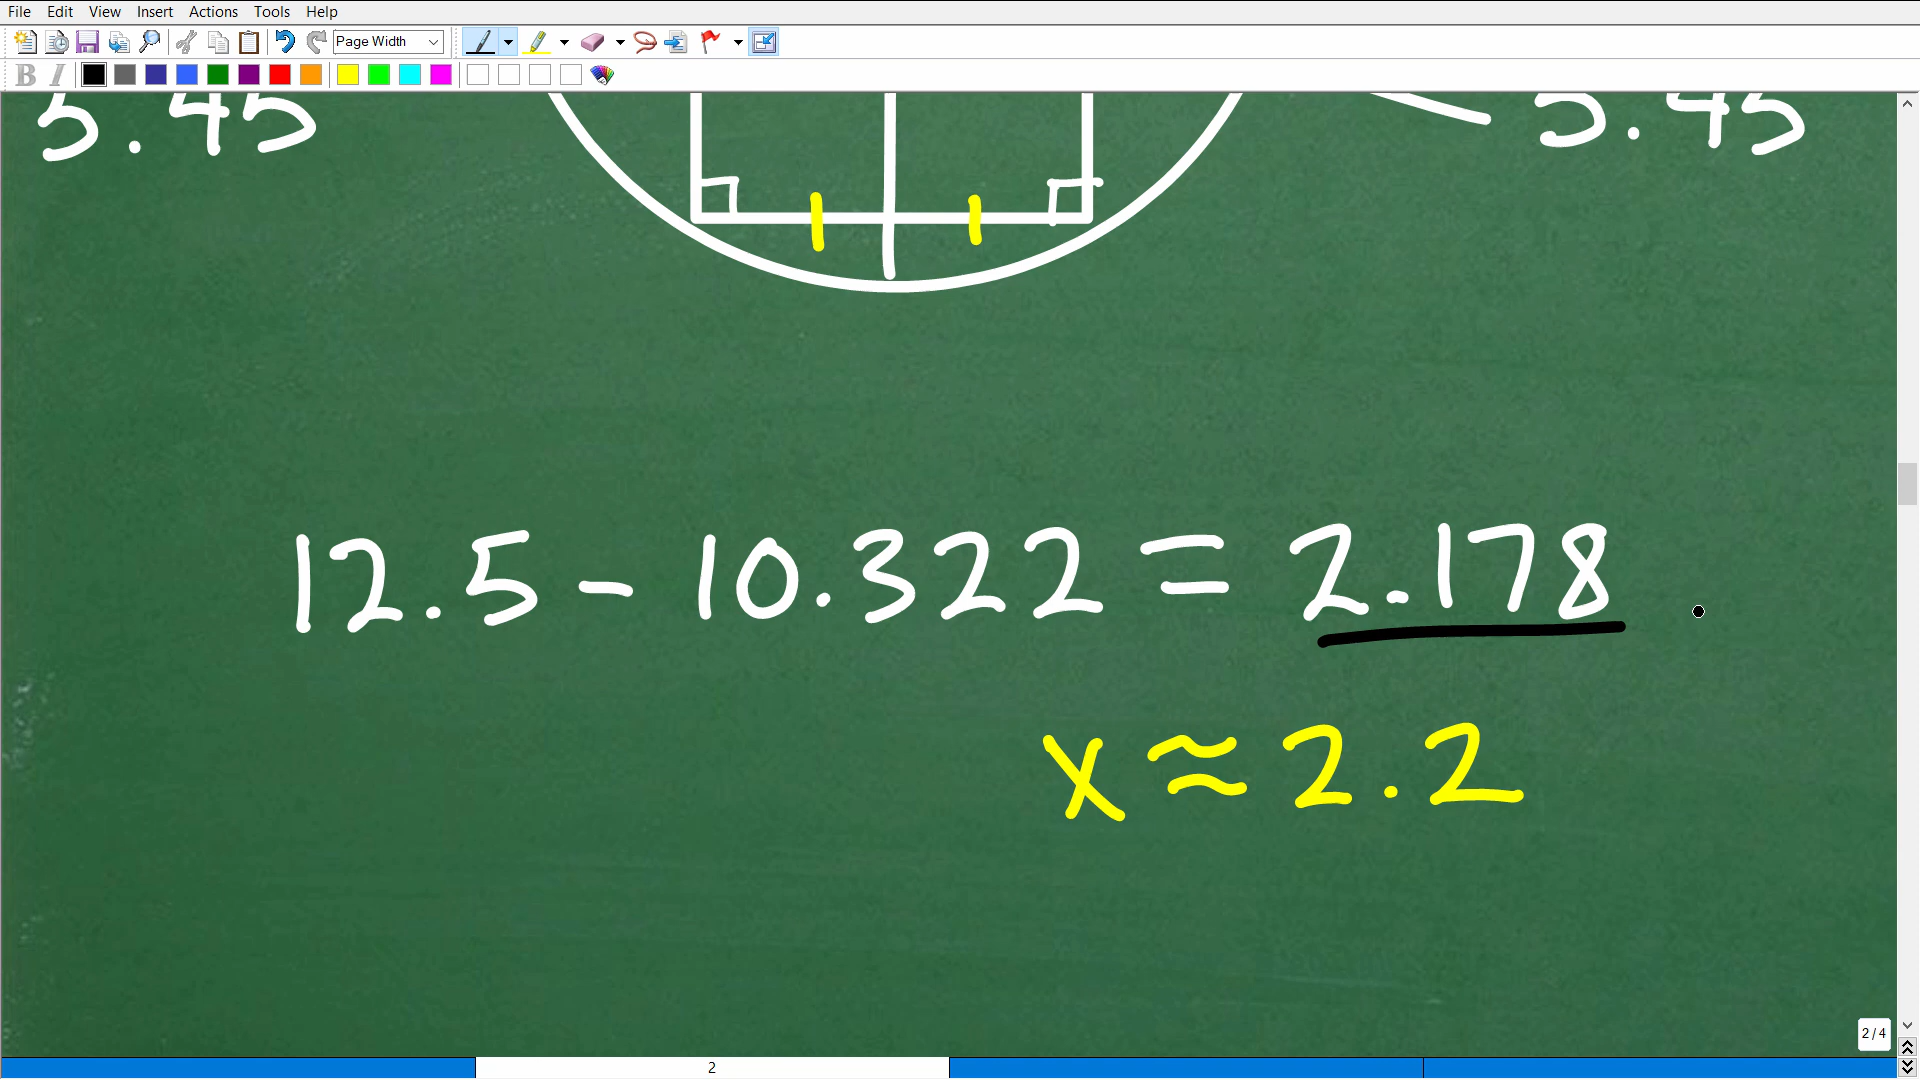 File Edit View Insert Actions Tools Help
Page Width
B I
5.45
5.45
12.5 - 10.322 = 2.178
x ≈ 2.2
2 / 4
2